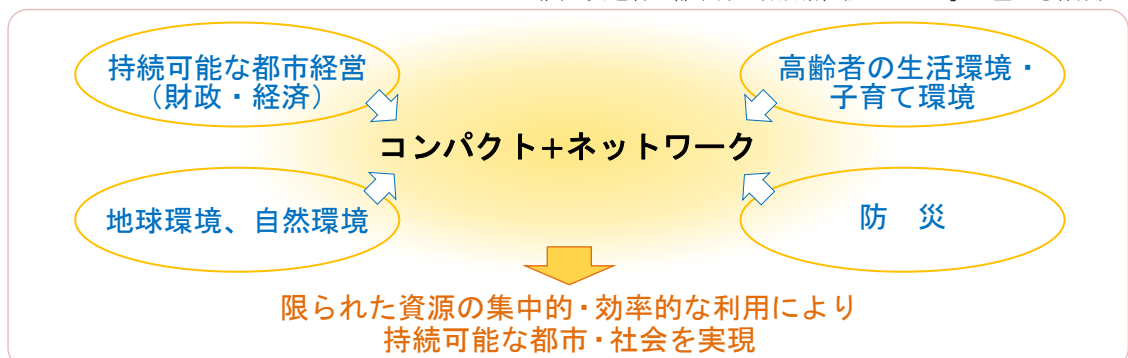 持続可能な都市経営
（財政・経済）
高齢者の生活環境・
子育て環境
コンパクト+ネットワーク
地球環境、自然環境
防　災
限られた資源の集中的・効率的な利用により
持続可能な都市・社会を実現